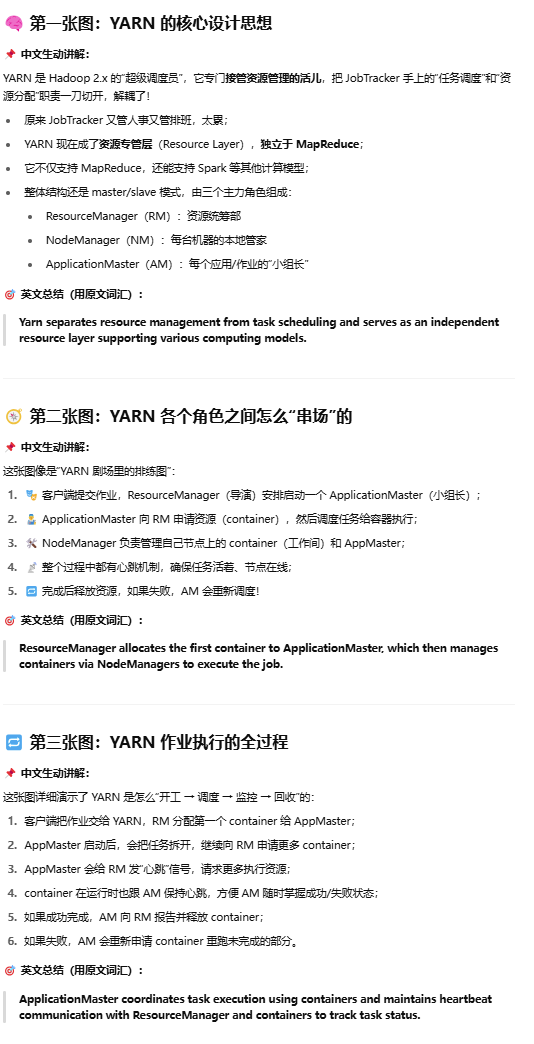 🧠 第一张图：YARN 的核心设计思想
📌 中文生动讲解：
YARN 是 Hadoop 2.x 的“超级调度员”，它专门接管资源管理的活儿，把 JobTracker 手上的“任务调度”和“资
源分配”职责一刀切开，解耦了！
• 原来 JobTracker 又管人事又管排班，太累；
• YARN 现在成了资源专管层（Resource Layer），独立于 MapReduce；
• 它不仅支持 MapReduce，还能支持 Spark 等其他计算模型；
• 整体结构还是 master/slave 模式，由三个主力角色组成：
• ResourceManager（RM）：资源统筹部
• NodeManager（NM）：每台机器的本地管家
• ApplicationMaster（AM）：每个应用/作业的“小组长”
🎯 英文总结（用原文词汇）：
Yarn separates resource management from task scheduling and serves as an independent
resource layer supporting various computing models.
🧭 第二张图：YARN 各个角色之间怎么“串场”的
📌 中文生动讲解：
这张图像是“YARN 剧场里的排练图”：
1. 🎭 客户端提交作业，ResourceManager（导演）安排启动一个 ApplicationMaster（小组长）；
2. 👨‍💼 ApplicationMaster 向 RM 申请资源（container），然后调度任务给容器执行；
3. 🛠 NodeManager 负责管理自己节点上的 container（工作间）和 AppMaster；
4. 📡 整个过程中都有心跳机制，确保任务活着、节点在线；
5. 🔁 完成后释放资源，如果失败，AM 会重新调度！
🎯 英文总结（用原文词汇）：
ResourceManager allocates the first container to ApplicationMaster, which then manages
containers via NodeManagers to execute the job.
🔁 第三张图：YARN 作业执行的全过程
📌 中文生动讲解：
这张图详细演示了 YARN 是怎么“开工 → 调度 → 监控 → 回收”的：
1. 客户端把作业交给 YARN，RM 分配第一个 container 给 AppMaster；
2. AppMaster 启动后，会把任务拆开，继续向 RM 申请更多 container；
3. AppMaster 会给 RM 发“心跳”信号，请求更多执行资源；
4. container 在运行时也跟 AM 保持心跳，方便 AM 随时掌握成功/失败状态；
5. 如果成功完成，AM 向 RM 报告并释放 container；
6. 如果失败，AM 会重新申请 container 重跑未完成的部分。
🎯 英文总结（用原文词汇）：
ApplicationMaster coordinates task execution using containers and maintains heartbeat
communication with ResourceManager and containers to track task status.